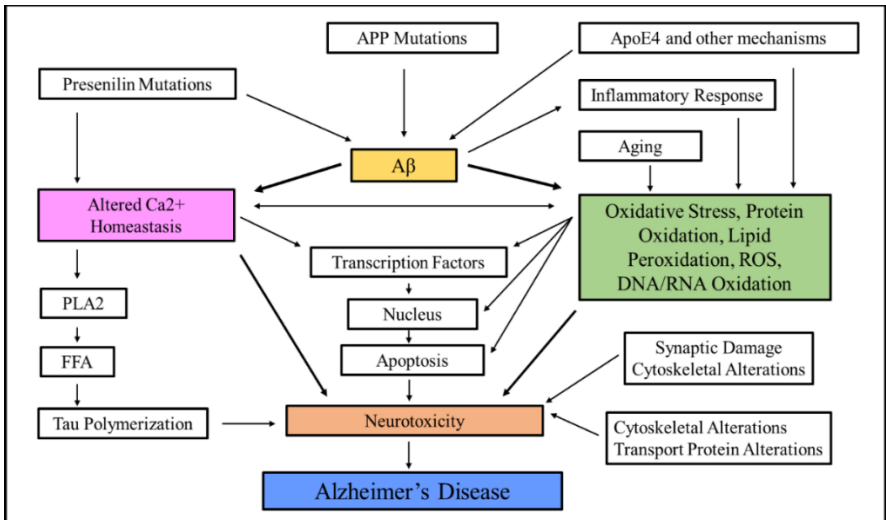 APP Mutations
ApoE4 and other mechanisms
Presenilin Mutations
Inflammatory Response
Aβ
Aging
Altered Ca2+
Homeastasis
Oxidative Stress, Protein
Oxidation, Lipid
Peroxidation, ROS,
DNA/RNA Oxidation
Transcription Factors
PLA2
Nucleus
FFA
Apoptosis
Synaptic Damage
Cytoskeletal Alterations
Tau Polymerization
Neurotoxicity
Cytoskeletal Alterations
Transport Protein Alterations
Alzheimer's Disease